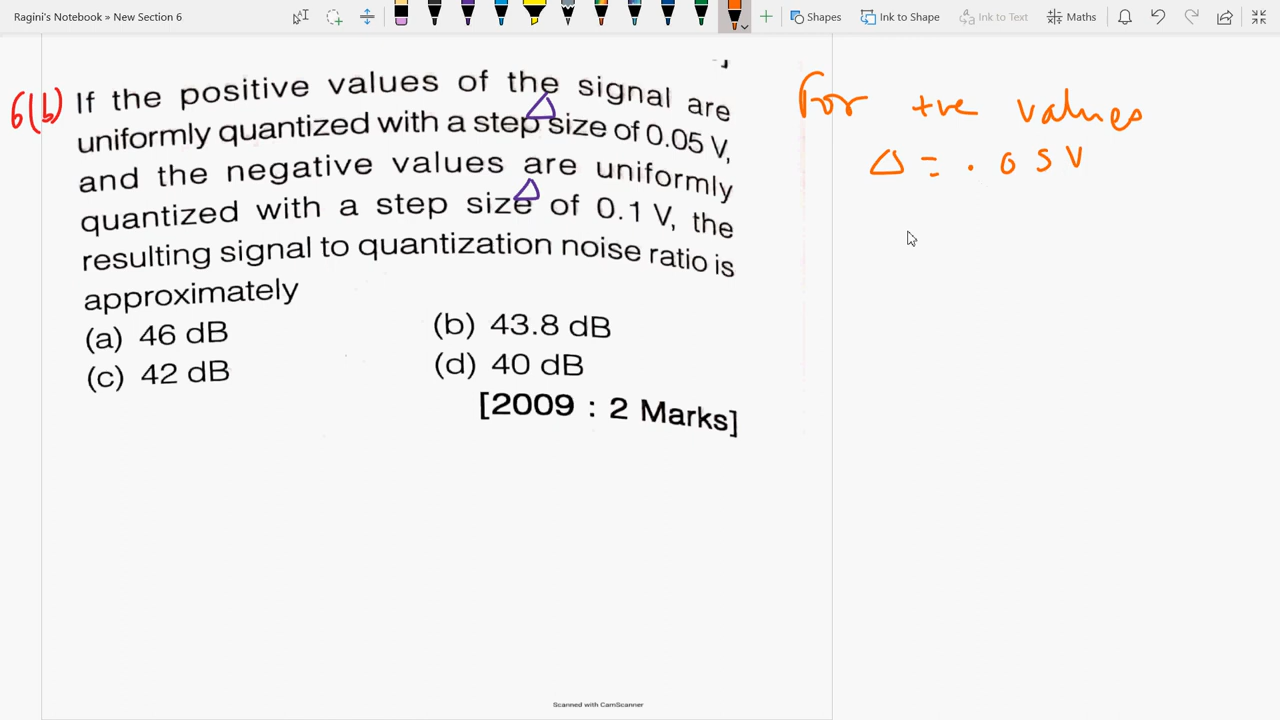 Ragini's Notebook » New Section 6
Shapes
Ink to Shape
Ink to Text
Maths
6(b) If the positive values of the signal are
uniformly quantized with a step size of 0.05 V,
and the negative values are uniformly
quantized with a step size of 0.1 V, the
resulting signal to quantization noise ratio is
approximately
(a) 46 dB (b) 43.8 dB
(c) 42 dB (d) 40 dB
[2009 : 2 Marks]
Δ
Δ
For +ve values
Δ = .05V
Scanned with CamScanner